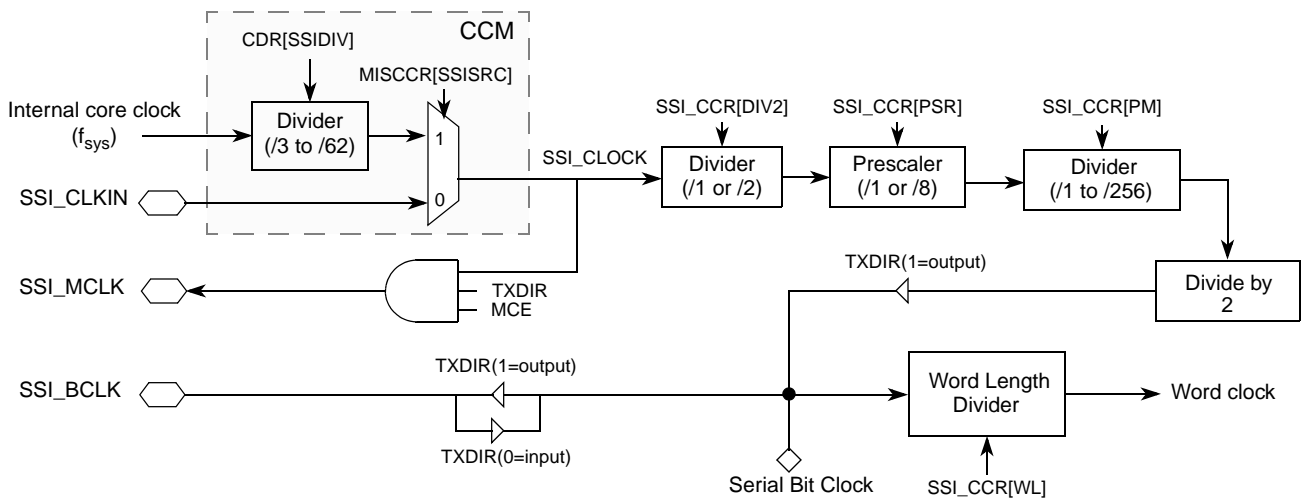 CCM
CDR[SSIDIV]
MISCCR[SSISRC]
Internal core clock
(fsys)
Divider
(/3 to /62)
1
0
SSI_CLKIN
SSI_CLOCK
SSI_CCR[DIV2]
SSI_CCR[PSR]
SSI_CCR[PM]
Divider
(/1 or /2)
Prescaler
(/1 or /8)
Divider
(/1 to /256)
SSI_MCLK
TXDIR
MCE
TXDIR(1=output)
Divide by
2
SSI_BCLK
TXDIR(1=output)
TXDIR(0=input)
Word Length
Divider
Word clock
Serial Bit Clock
SSI_CCR[WL]